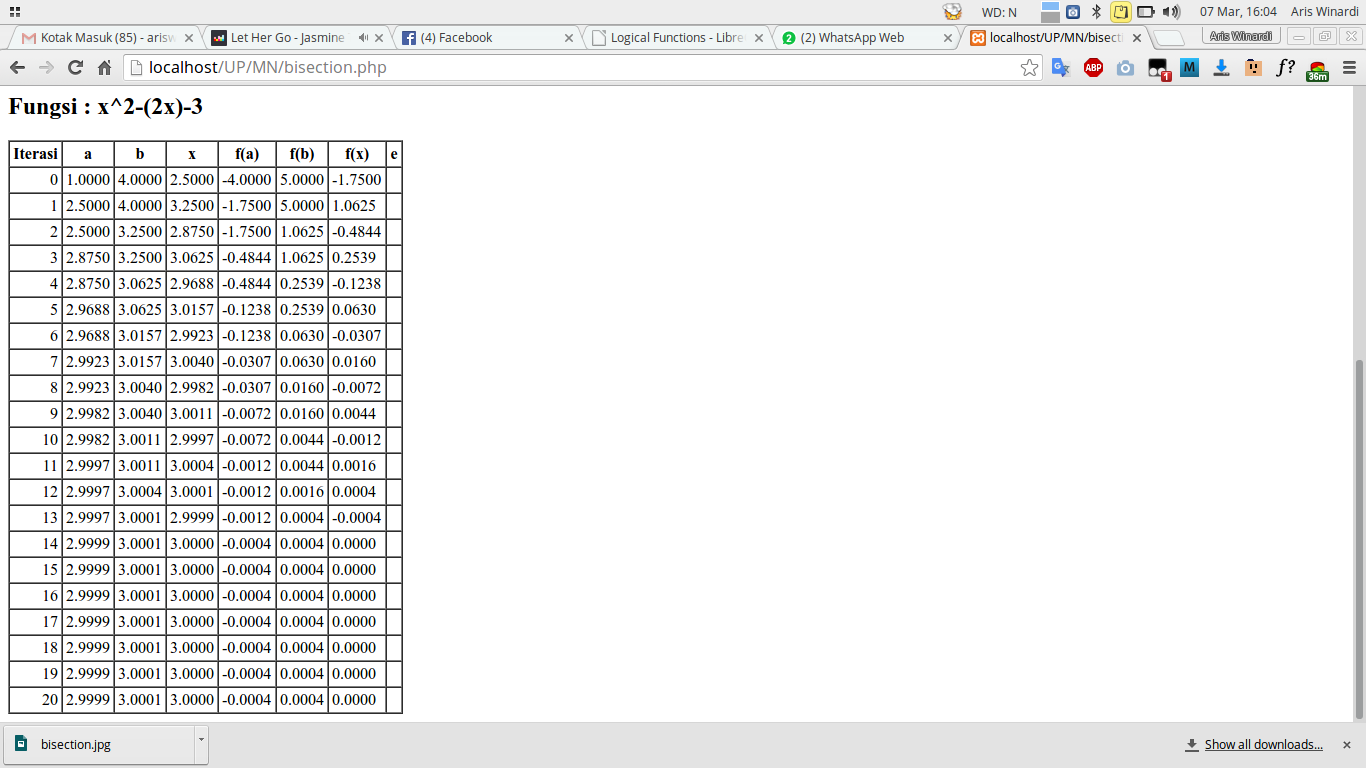 WD: N 07 Mar, 16:04 Aris Winardi
Kotak Masuk (85) - arisw Let Her Go - Jasmine (4) Facebook Logical Functions - Libre (2) WhatsApp Web localhost/UP/MN/bisecti Aris Winardi
localhost/UP/MN/bisection.php ABP 1 M f? 36m
Fungsi : x^2-(2x)-3
Iterasi a b x f(a) f(b) f(x) e
0 1.0000 4.0000 2.5000 -4.0000 5.0000 -1.7500
1 2.5000 4.0000 3.2500 -1.7500 5.0000 1.0625
2 2.5000 3.2500 2.8750 -1.7500 1.0625 -0.4844
3 2.8750 3.2500 3.0625 -0.4844 1.0625 0.2539
4 2.8750 3.0625 2.9688 -0.4844 0.2539 -0.1238
5 2.9688 3.0625 3.0157 -0.1238 0.2539 0.0630
6 2.9688 3.0157 2.9923 -0.1238 0.0630 -0.0307
7 2.9923 3.0157 3.0040 -0.0307 0.0630 0.0160
8 2.9923 3.0040 2.9982 -0.0307 0.0160 -0.0072
9 2.9982 3.0040 3.0011 -0.0072 0.0160 0.0044
10 2.9982 3.0011 2.9997 -0.0072 0.0044 -0.0012
11 2.9997 3.0011 3.0004 -0.0012 0.0044 0.0016
12 2.9997 3.0004 3.0001 -0.0012 0.0016 0.0004
13 2.9997 3.0001 2.9999 -0.0012 0.0004 -0.0004
14 2.9999 3.0001 3.0000 -0.0004 0.0004 0.0000
15 2.9999 3.0001 3.0000 -0.0004 0.0004 0.0000
16 2.9999 3.0001 3.0000 -0.0004 0.0004 0.0000
17 2.9999 3.0001 3.0000 -0.0004 0.0004 0.0000
18 2.9999 3.0001 3.0000 -0.0004 0.0004 0.0000
19 2.9999 3.0001 3.0000 -0.0004 0.0004 0.0000
20 2.9999 3.0001 3.0000 -0.0004 0.0004 0.0000
bisection.jpg Show all downloads...